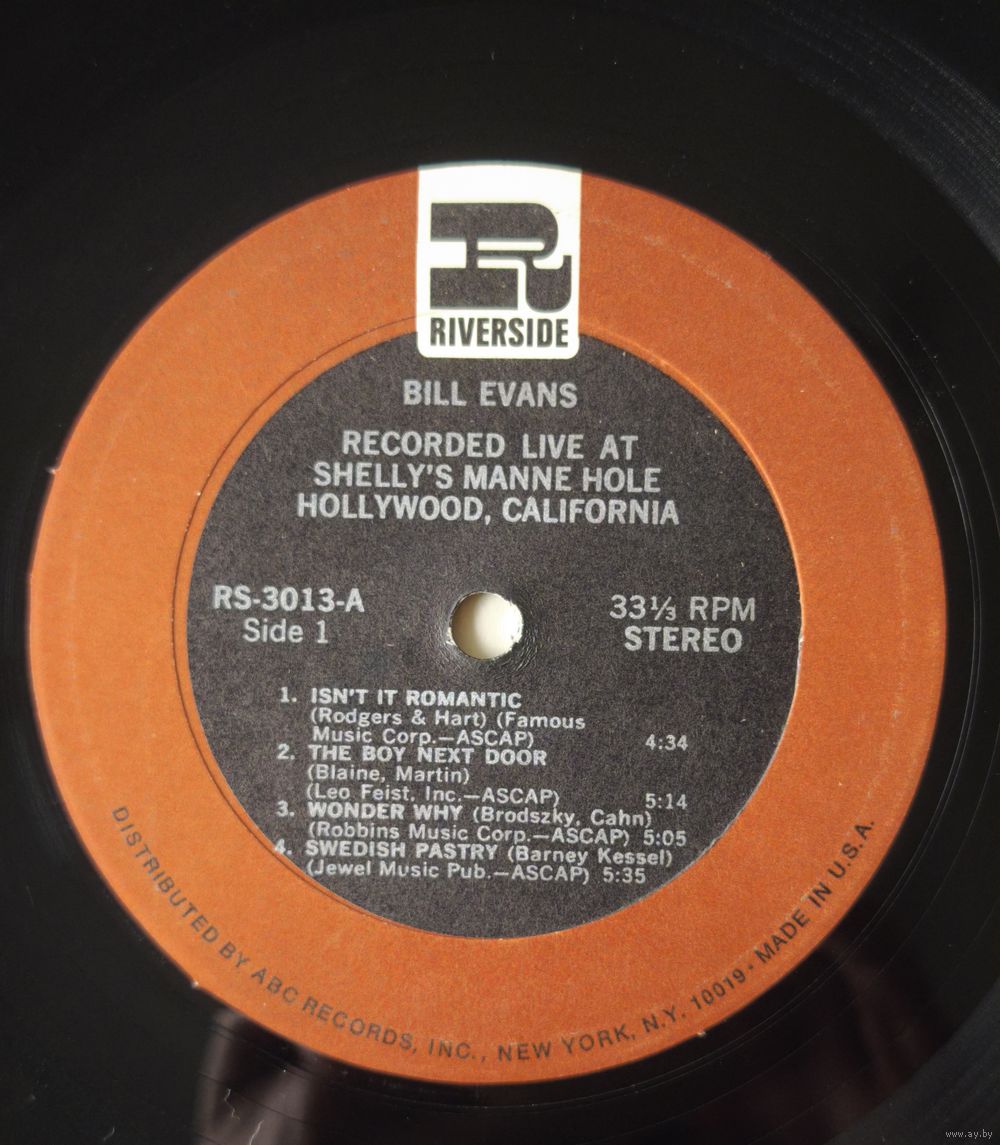 RIVERSIDE
BILL EVANS
RECORDED LIVE AT
SHELLY'S MANNE HOLE
HOLLYWOOD, CALIFORNIA
RS-3013-A
Side 1
33⅓ RPM
STEREO
1. ISN'T IT ROMANTIC
(Rodgers & Hart) (Famous
Music Corp.—ASCAP) 4:34
2. THE BOY NEXT DOOR
(Blaine, Martin)
(Leo Feist, Inc.—ASCAP) 5:14
3. WONDER WHY (Brodszky, Cahn)
(Robbins Music Corp.—ASCAP) 5:05
4. SWEDISH PASTRY (Barney Kessel)
(Jewel Music Pub.—ASCAP) 5:35
DISTRIBUTED BY ABC RECORDS, INC., NEW YORK, N.Y. 10019 • MADE IN U.S.A.
www.ay.by